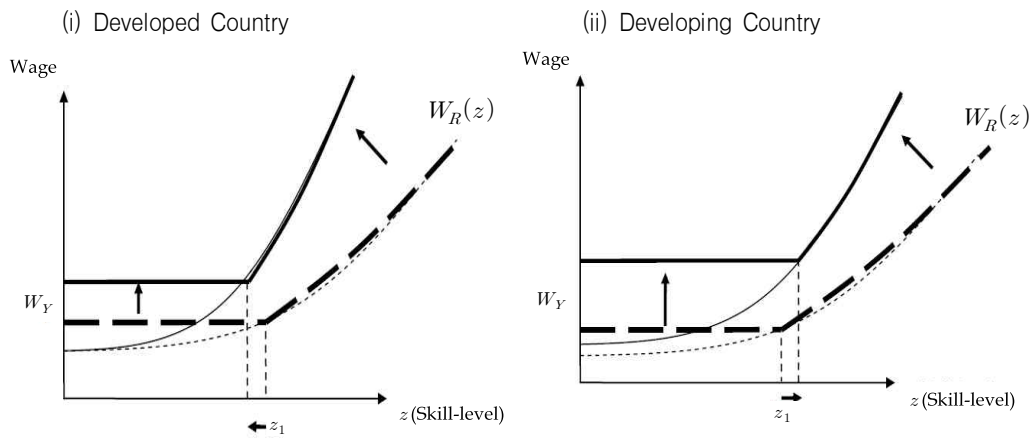 (i) Developed Country
Wage
W_R(z)
W_Y
z(Skill-level)
z_1
(ii) Developing Country
Wage
W_R(z)
W_Y
z(Skill-level)
z_1